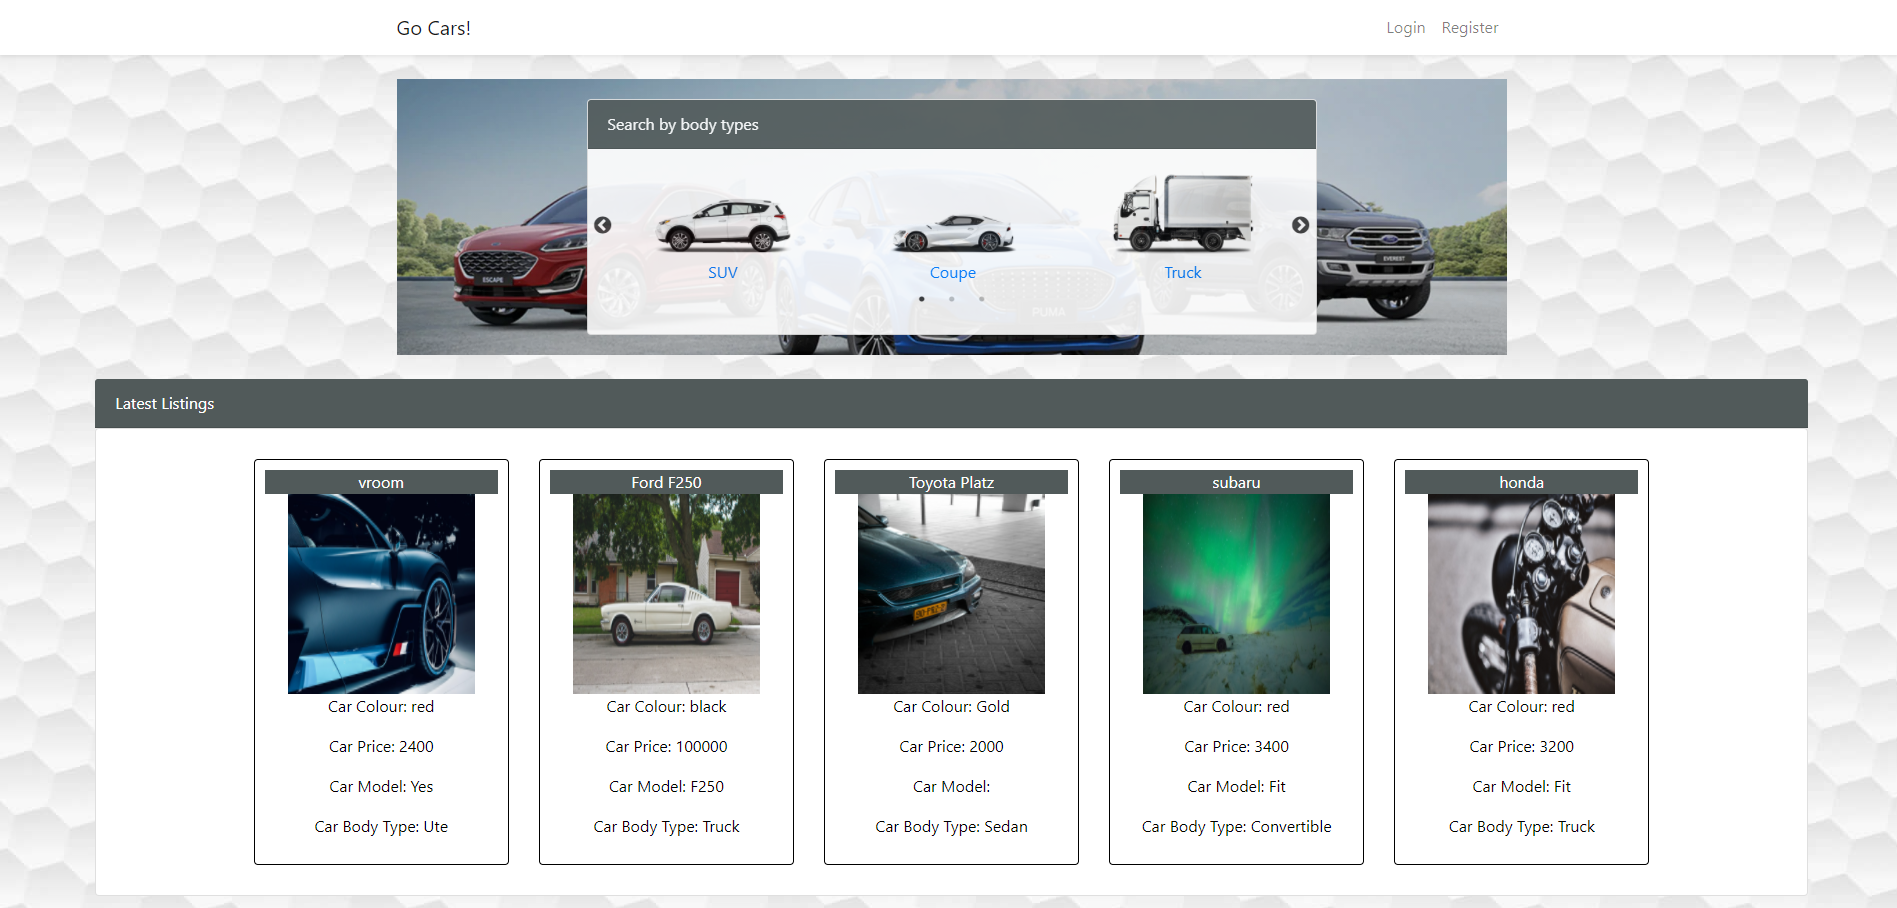 Go Cars!
Login Register
Search by body types
SUV
Coupe
Truck
ESCAPE
PUMA
EVEREST
Latest Listings
vroom
Car Colour: red
Car Price: 2400
Car Model: Yes
Car Body Type: Ute
Ford F250
Car Colour: black
Car Price: 100000
Car Model: F250
Car Body Type: Truck
Toyota Platz
Car Colour: Gold
Car Price: 2000
Car Model:
Car Body Type: Sedan
subaru
Car Colour: red
Car Price: 3400
Car Model: Fit
Car Body Type: Convertible
honda
Car Colour: red
Car Price: 3200
Car Model: Fit
Car Body Type: Truck